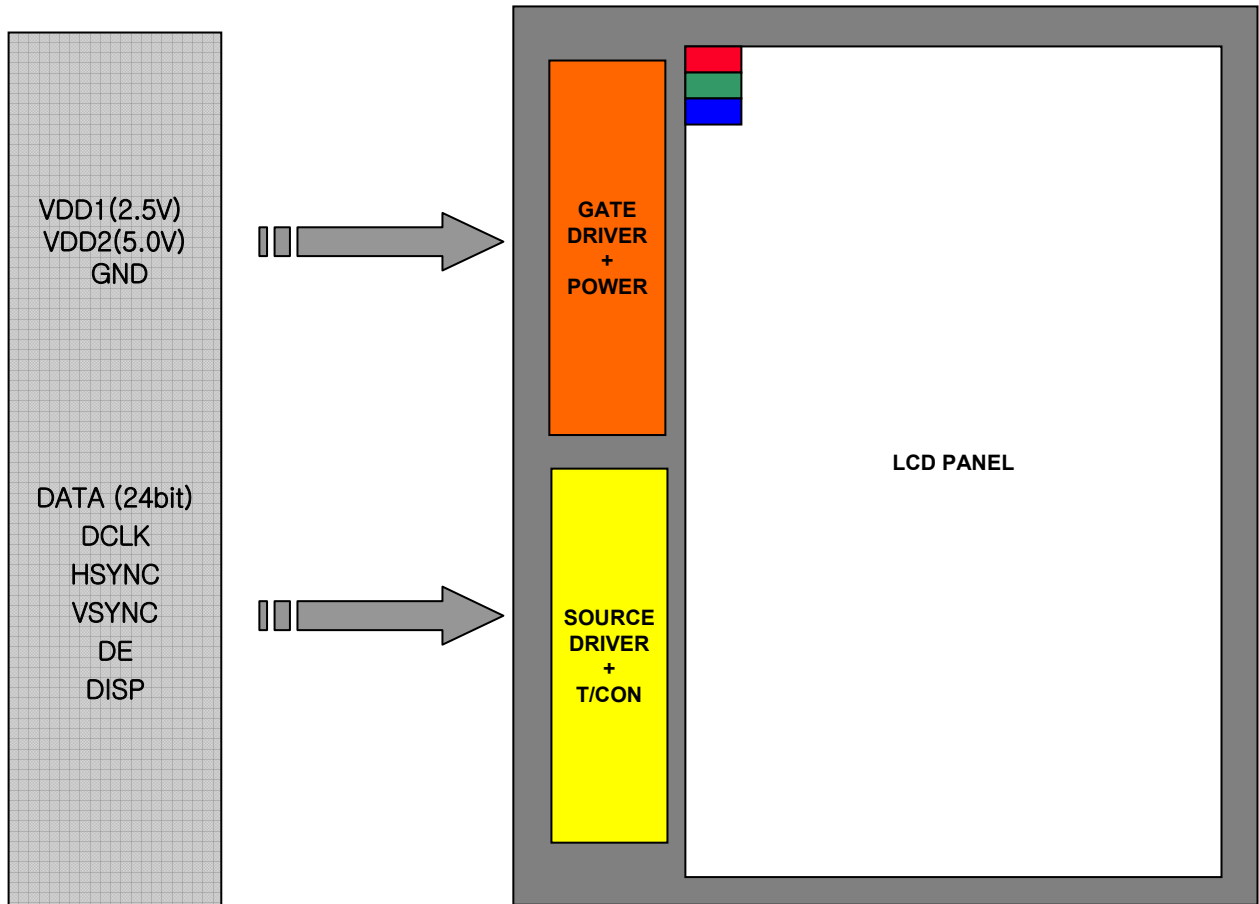 VDD1(2.5V)
VDD2(5.0V)
GND
DATA (24bit)
DCLK
HSYNC
VSYNC
DE
DISP
GATE
DRIVER
+
POWER
SOURCE
DRIVER
+
T/CON
LCD PANEL